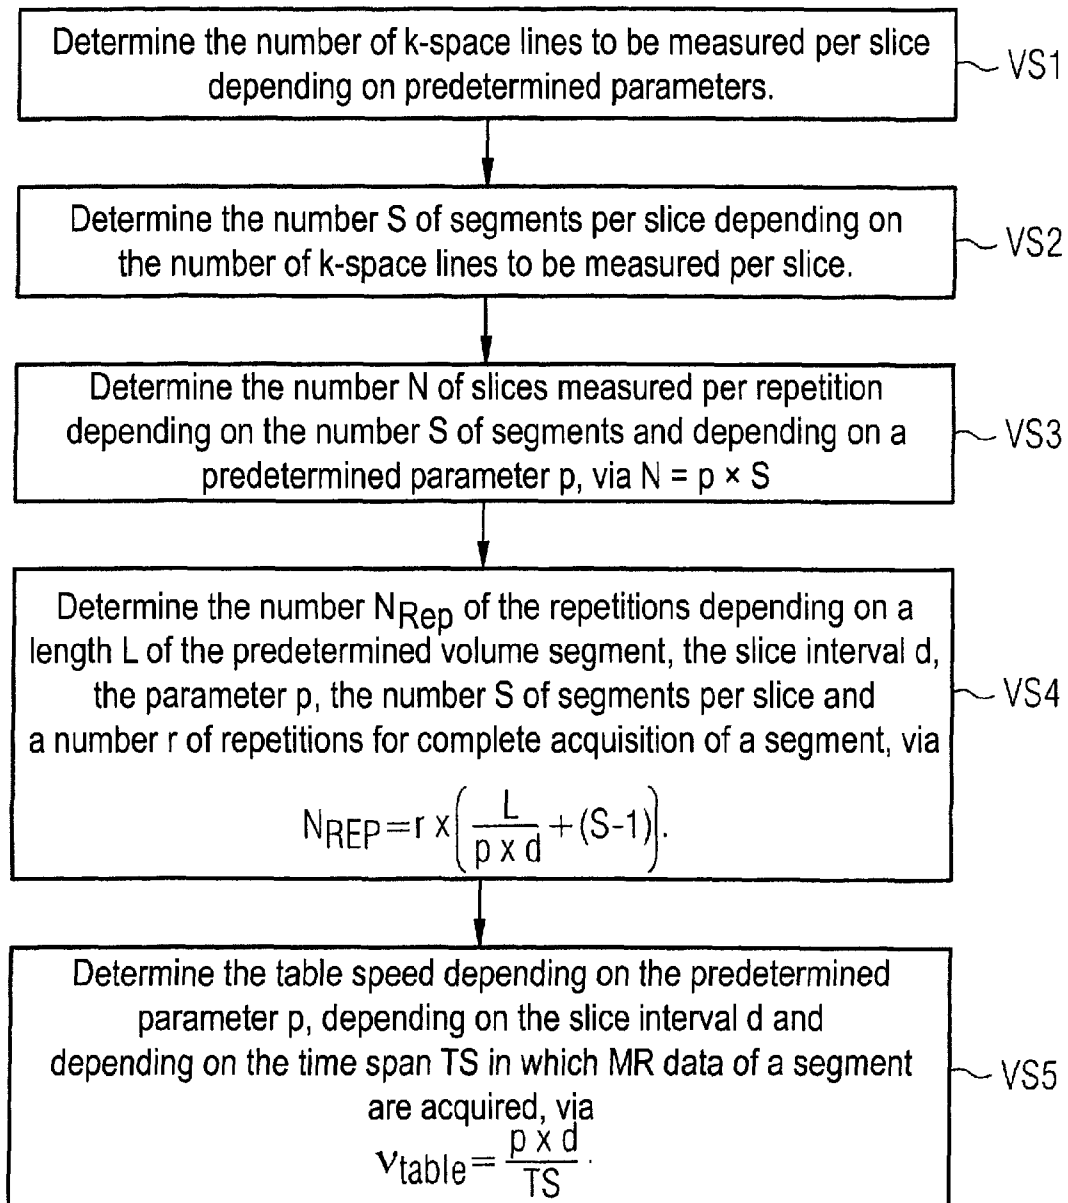 Determine the number of k-space lines to be measured per slice
depending on predetermined parameters.
VS1
Determine the number S of segments per slice depending on
the number of k-space lines to be measured per slice.
VS2
Determine the number N of slices measured per repetition
depending on the number S of segments and depending on a
predetermined parameter p, via N = p × S
VS3
Determine the number N_Rep of the repetitions depending on a
length L of the predetermined volume segment, the slice interval d,
the parameter p, the number S of segments per slice and
a number r of repetitions for complete acquisition of a segment, via
N_REP = r x ( L / (p x d) + (S-1) ).
VS4
Determine the table speed depending on the predetermined
parameter p, depending on the slice interval d and
depending on the time span TS in which MR data of a segment
are acquired, via
v_table = (p x d) / TS .
VS5